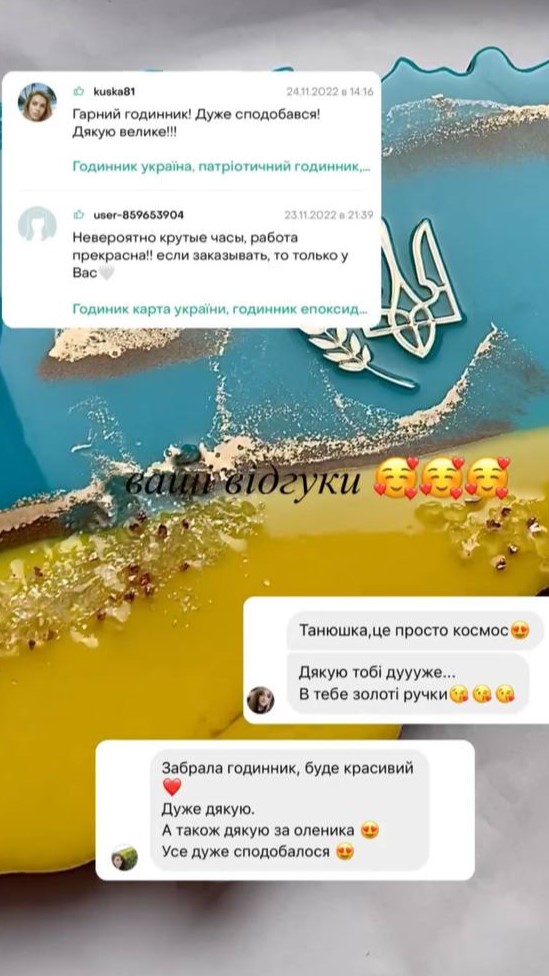 kuska81
24.11.2022 в 14:16
Гарний годинник! Дуже сподобався!
Дякую велике!!!
Годинник україна, патріотичний годинник,...
user-859653904
23.11.2022 в 21:39
Невероятно крутые часы, работа
прекрасна!! если заказывать, то только у
Вас🤍
Годиник карта україни, годинник епоксид...
ваші відгуки 🥰🥰🥰
Танюшка,це просто космос😍
Дякую тобі дуууже...
В тебе золоті ручки😘😘😘
Забрала годинник, буде красивий
❤️
Дуже дякую.
А також дякую за оленика 😍
Усе дуже сподобалося 😍